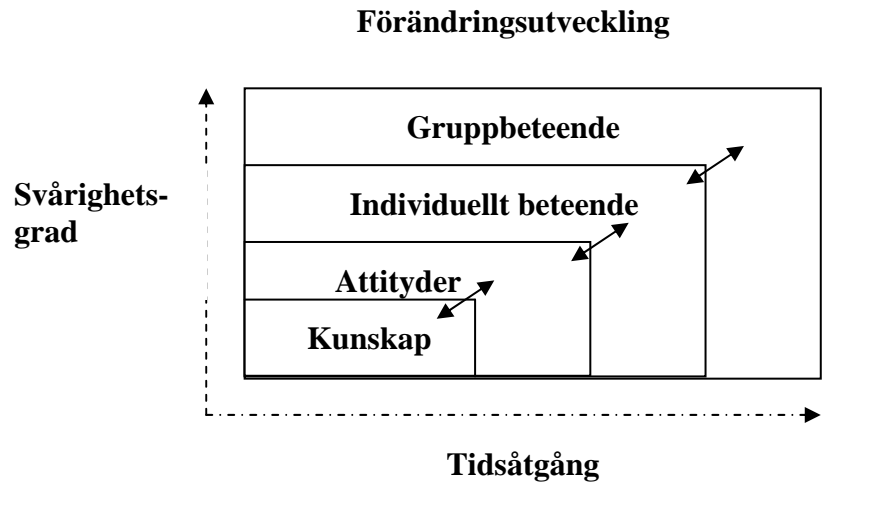 Förändringsutveckling
Gruppbeteende
Svårighets-
grad
Individuellt beteende
Attityder
Kunskap
Tidsåtgång